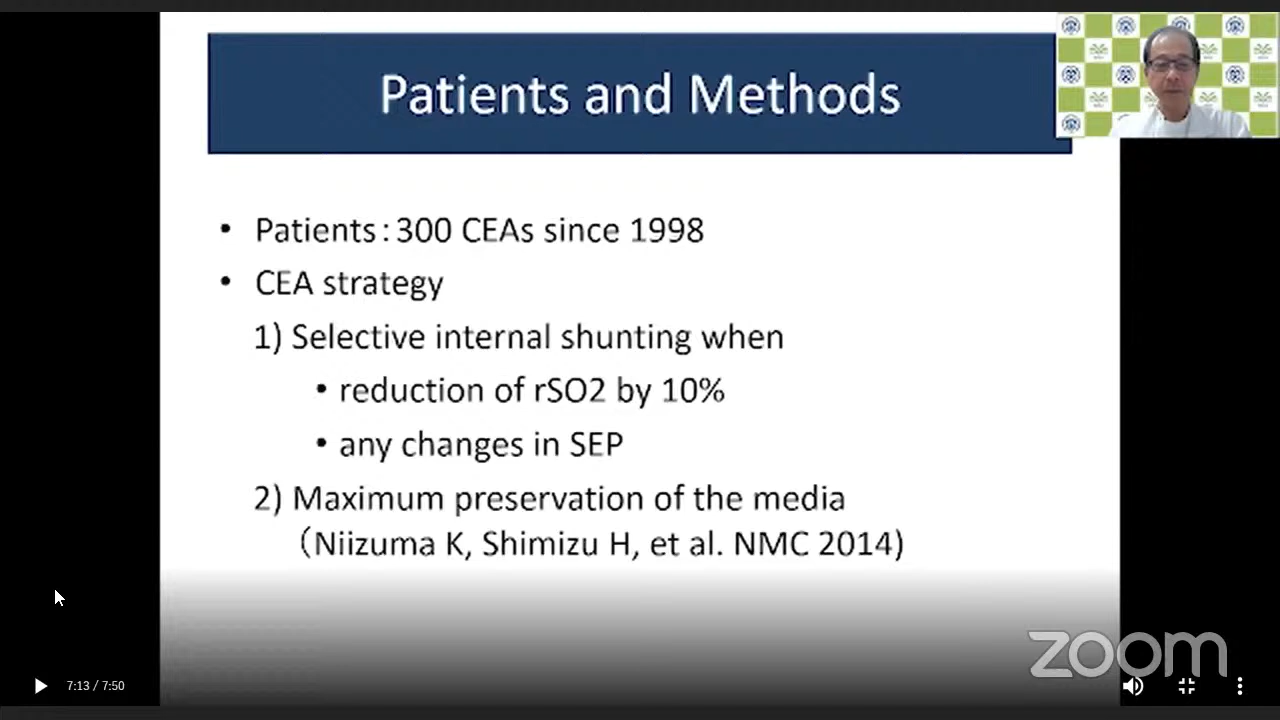 Patients and Methods
• Patients：300 CEAs since 1998
• CEA strategy
1) Selective internal shunting when
• reduction of rSO2 by 10%
• any changes in SEP
2) Maximum preservation of the media
（Niizuma K, Shimizu H, et al. NMC 2014)
zoom
7:13 / 7:50